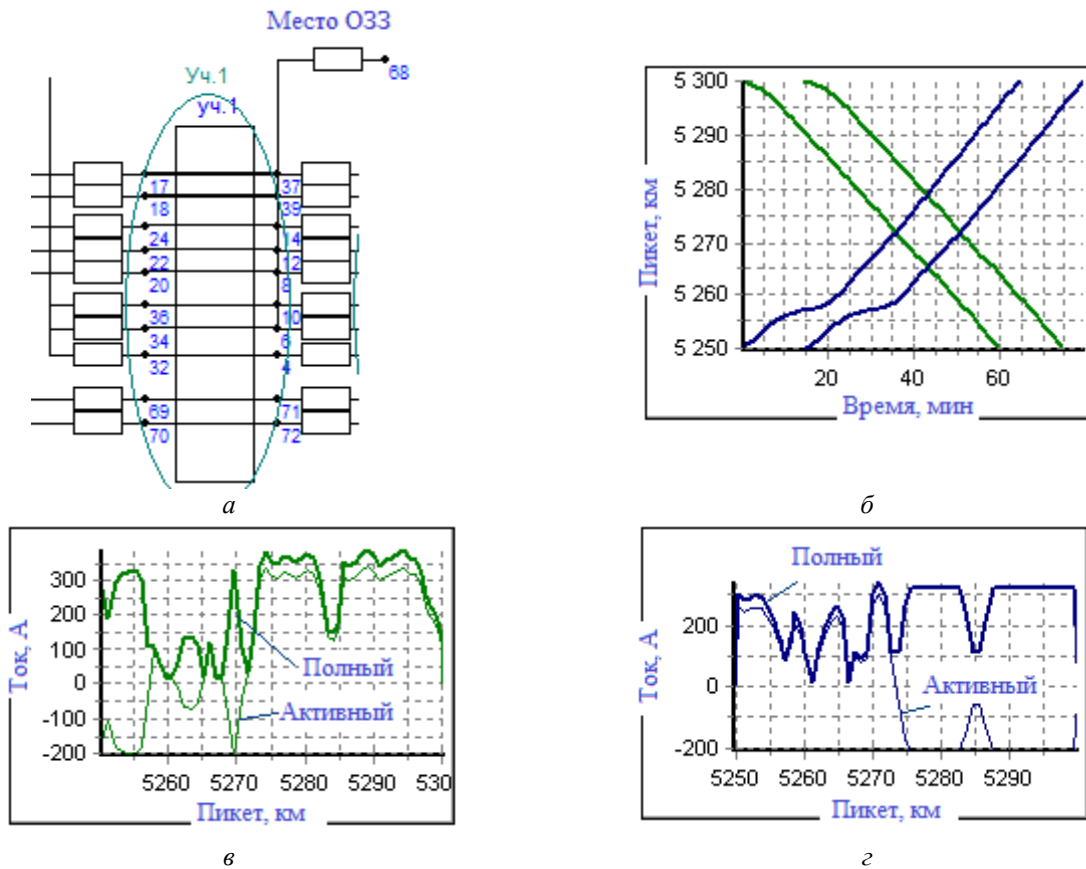 Место ОЗЗ
68
Уч.1
уч.1
17
37
18
39
24
14
22
12
20
8
36
10
34
6
32
4
69
71
70
72
а
5 300
5 290
5 280
5 270
5 260
5 250
20
40
60
Пикет, км
Время, мин
б
300
200
100
0
-100
-200
Ток, А
Полный
Активный
5260
5270
5280
5290
530
Пикет, км
в
200
0
-200
Ток, А
Полный
Активный
5250
5260
5270
5280
5290
Пикет, км
г